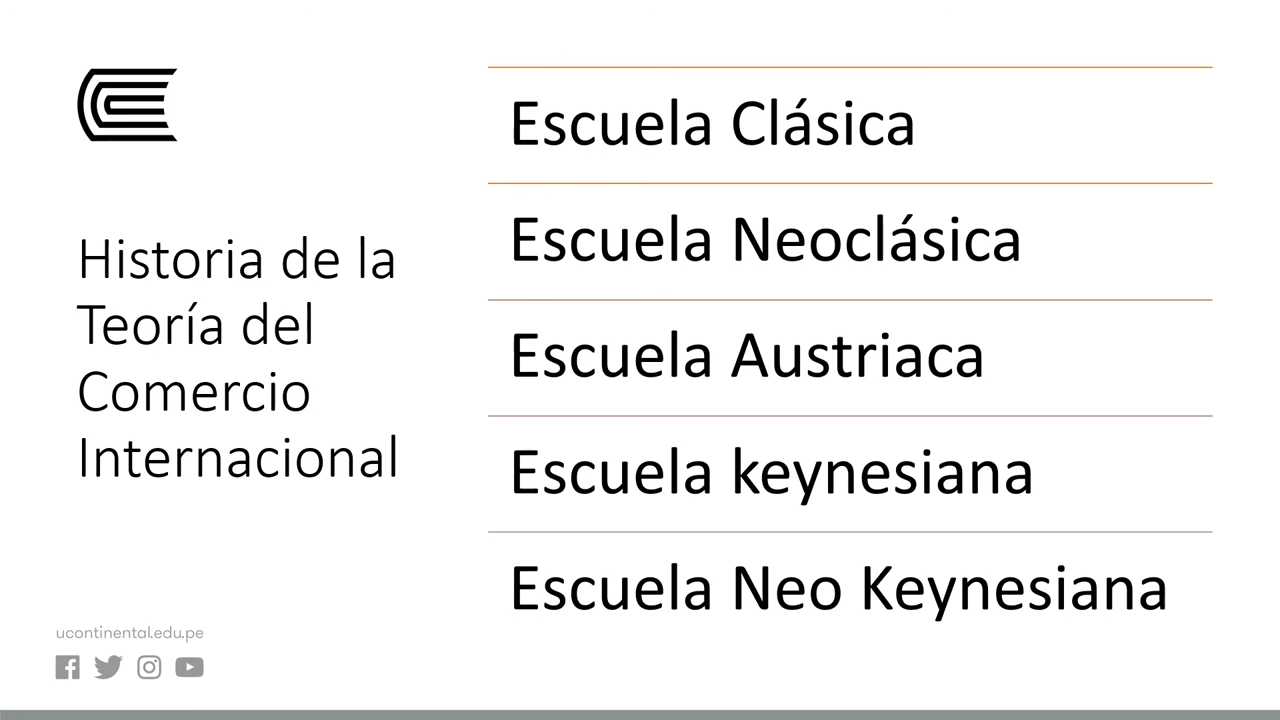 Historia de la
Teoría del
Comercio
Internacional
Escuela Clásica
Escuela Neoclásica
Escuela Austriaca
Escuela keynesiana
Escuela Neo Keynesiana
ucontinental.edu.pe